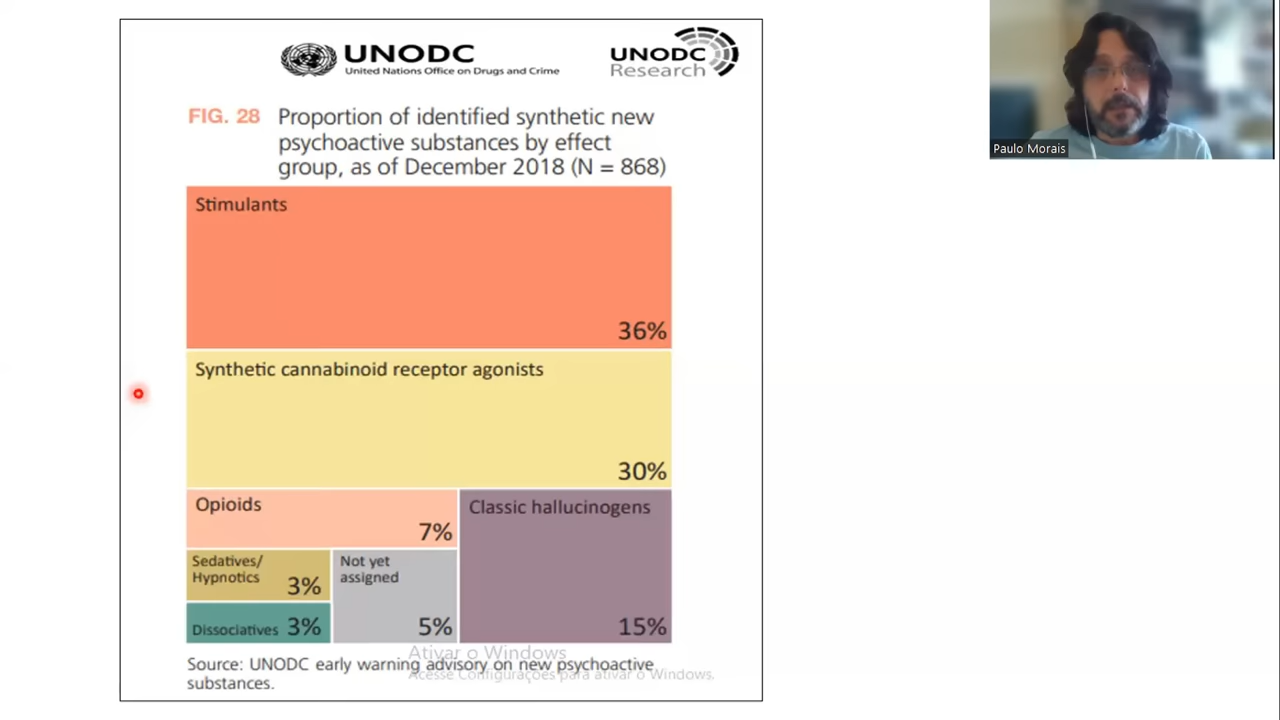 UNODC
United Nations Office on Drugs and Crime
UNODC
Research
Paulo Morais
FIG. 28 Proportion of identified synthetic new
psychoactive substances by effect
group, as of December 2018 (N = 868)
Stimulants
36%
Synthetic cannabinoid receptor agonists
30%
Opioids
7%
Classic hallucinogens
15%
Sedatives/
Hypnotics 3%
Not yet
assigned
5%
Dissociatives 3%
Source: UNODC early warning advisory on new psychoactive
substances.
Ativar o Windows
Acesse Configurações para ativar o Windows.